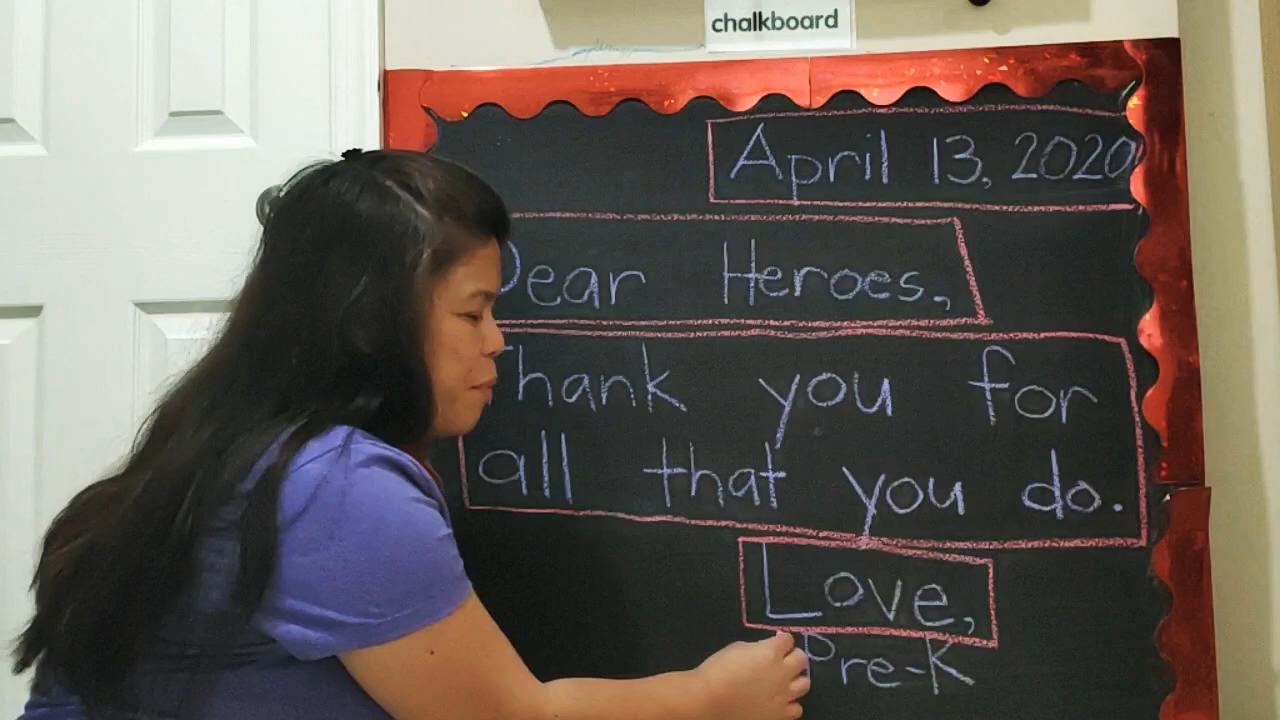 chalkboard
April 13, 2020
Dear Heroes,
Thank you for
all that you do.
Love,
Pre-K